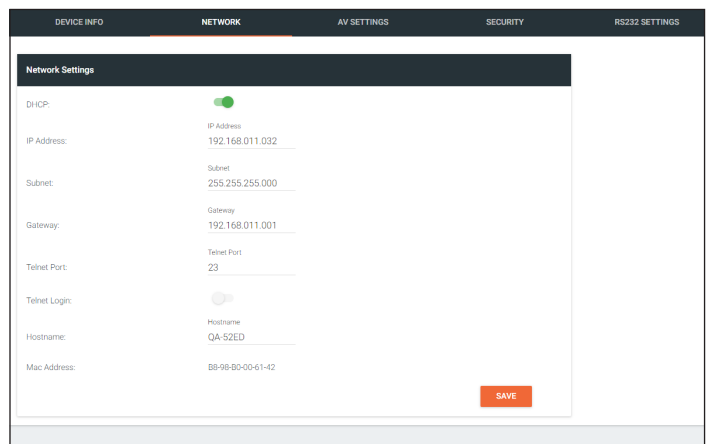 DEVICE INFO NETWORK AV SETTINGS SECURITY RS232 SETTINGS
Network Settings
DHCP:
IP Address
IP Address: 192.168.011.032
Subnet
Subnet: 255.255.255.000
Gateway
Gateway: 192.168.011.001
Telnet Port
Telnet Port: 23
Telnet Login:
Hostname
Hostname: QA-52ED
Mac Address: B8-98-B0-00-61-42
SAVE